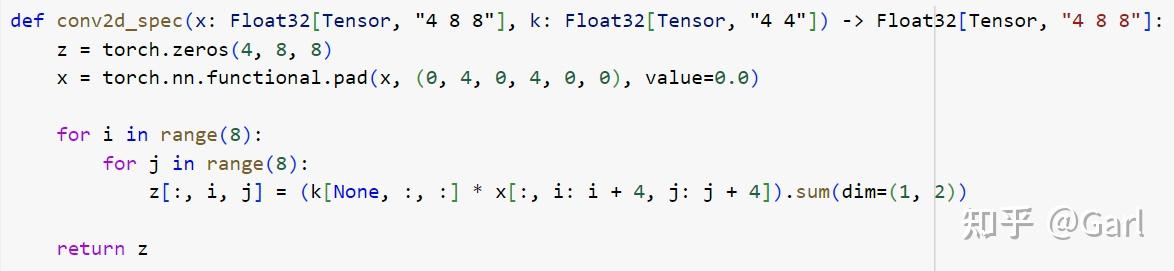 def conv2d_spec(x: Float32[Tensor, "4 8 8"], k: Float32[Tensor, "4 4"]) -> Float32[Tensor, "4 8 8"]:
    z = torch.zeros(4, 8, 8)
    x = torch.nn.functional.pad(x, (0, 4, 0, 4, 0, 0), value=0.0)
    for i in range(8):
        for j in range(8):
            z[:, i, j] = (k[None, :, :] * x[:, i: i + 4, j: j + 4]).sum(dim=(1, 2))
    return z
知乎 @Garl